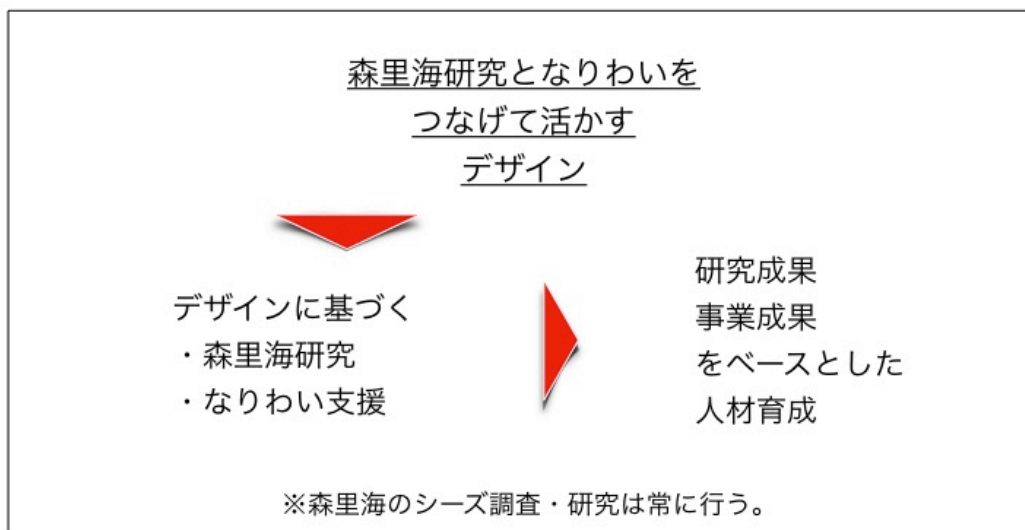 森里海研究となりわいを
つなげて活かす
デザイン
デザインに基づく
・森里海研究
・なりわい支援
研究成果
事業成果
をベースとした
人材育成
※森里海のシーズ調査・研究は常に行う。